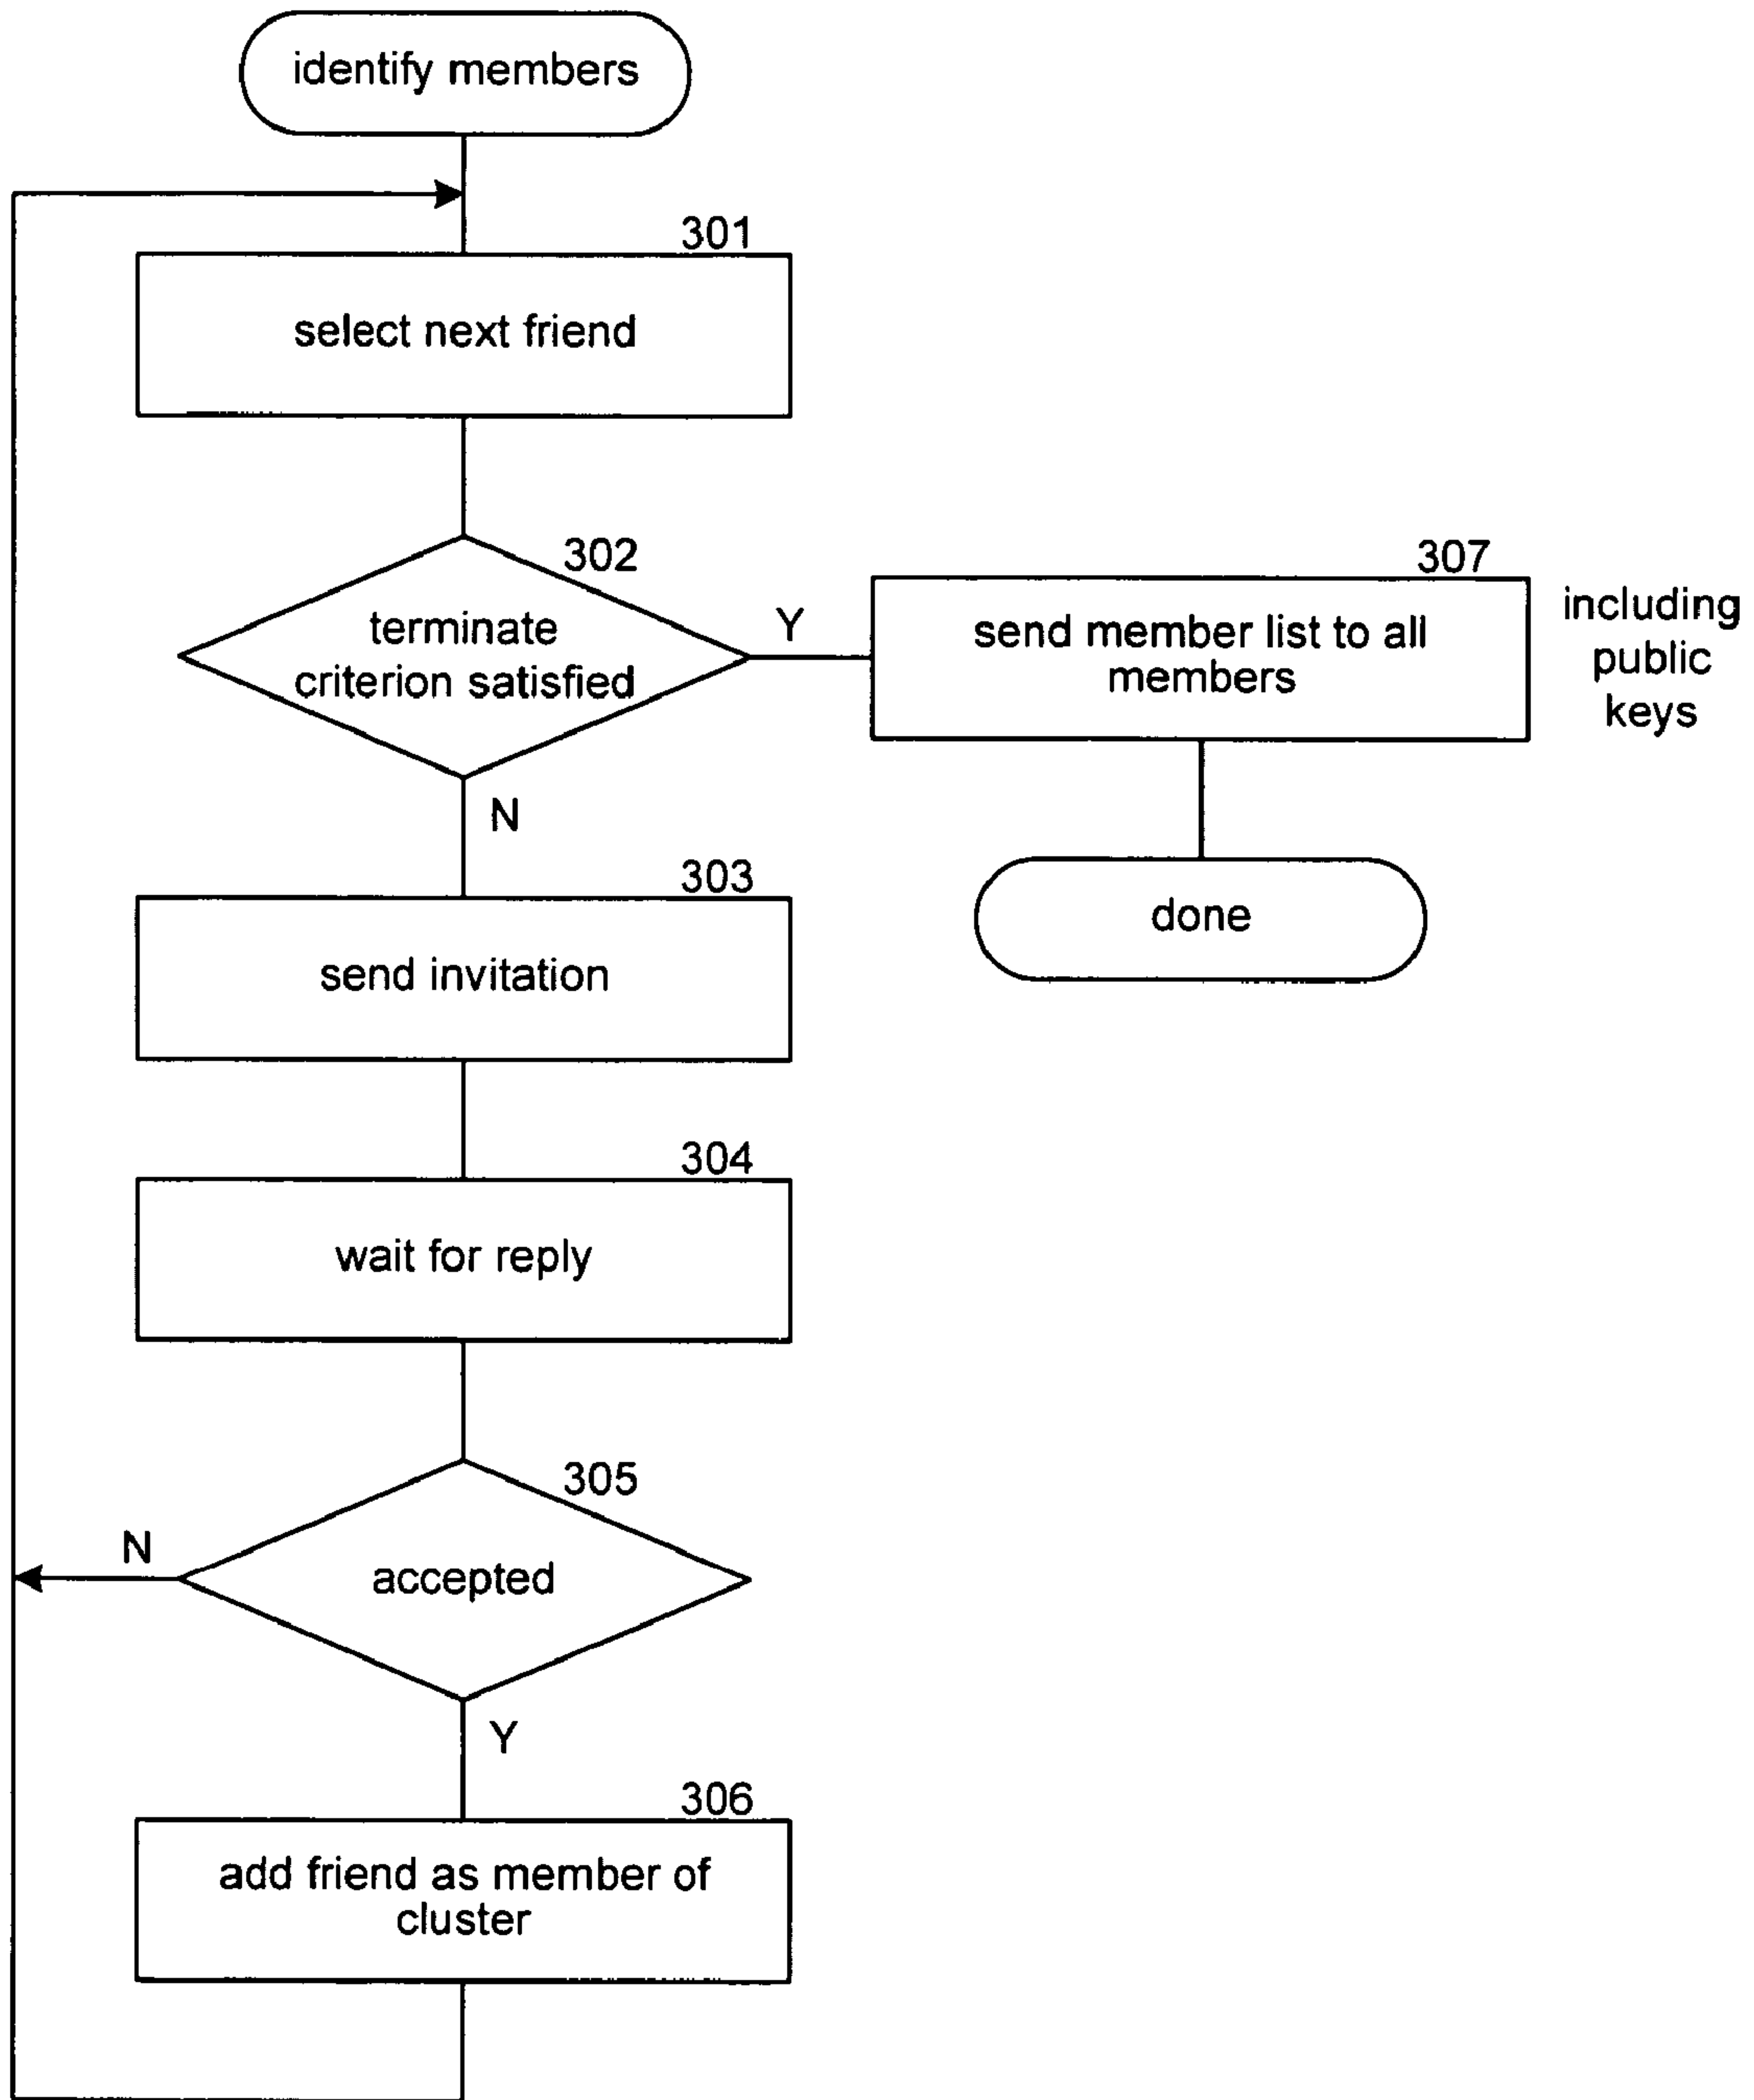 identify members
301
select next friend
302
terminate
criterion satisfied
Y
307
send member list to all
members
including
public
keys
N
303
send invitation
done
304
wait for reply
305
N
accepted
Y
306
add friend as member of
cluster